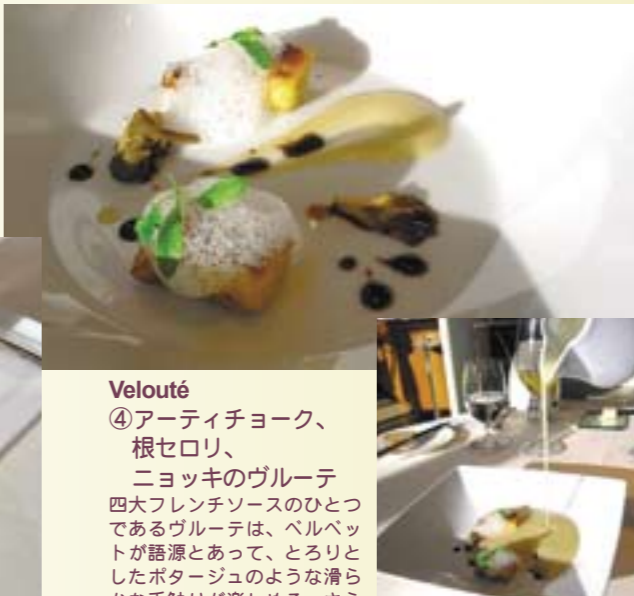 Velouté
④アーティチョーク、
根セロリ、
ニョッキのヴルーテ
四大フレンチソースのひとつ
であるヴルーテは、ベルベッ
トが語源とあって、とろりと
したポタージュのような滑ら